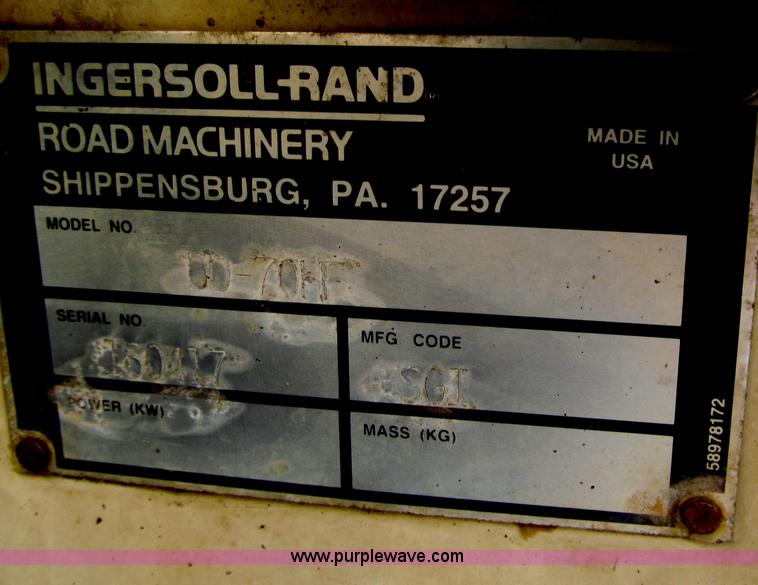 INGERSOLL-RAND (R)
ROAD MACHINERY
MADE IN
USA
SHIPPENSBURG, PA. 17257
MODEL NO.
DD-70HF
SERIAL NO.
MFG CODE
SGI
POWER (KW)
MASS (KG)
58978172
www.purplewave.com